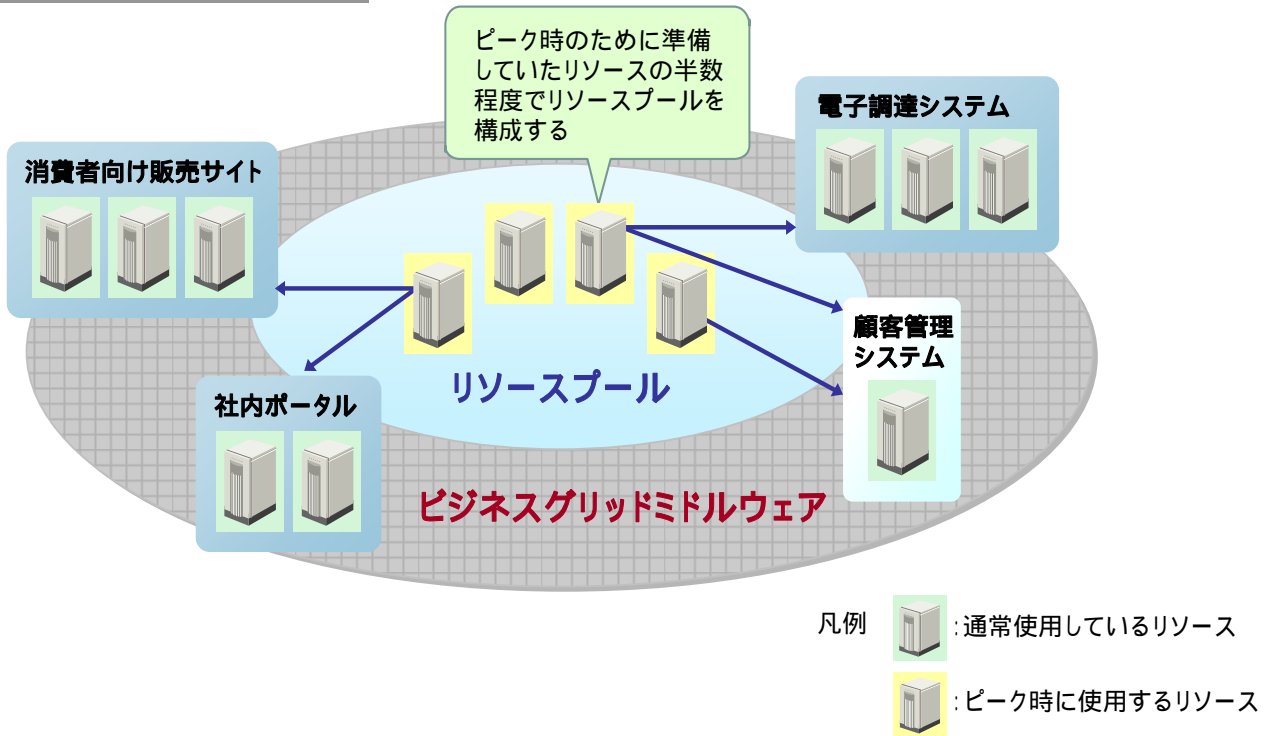 ピーク時のために準備
していたリソースの半数
程度でリソースプールを
構成する
電子調達システム
消費者向け販売サイト
顧客管理
システム
リソースプール
社内ポータル
ビジネスグリッドミドルウェア
凡例
:通常使用しているリソース
:ピーク時に使用するリソース